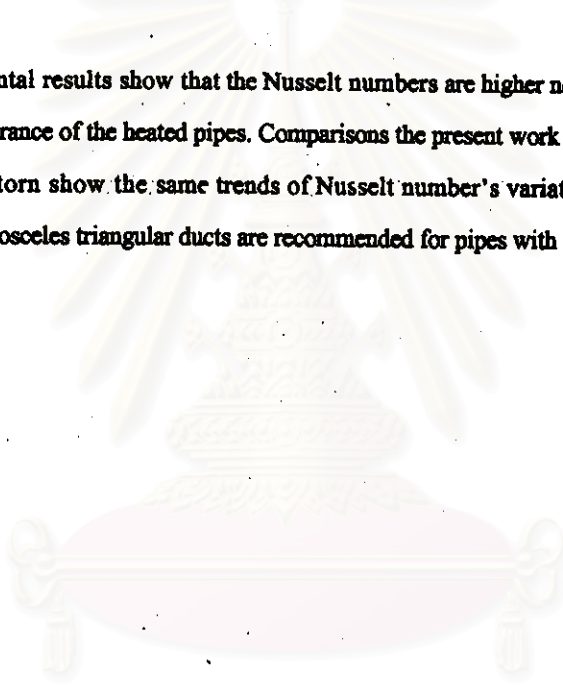 ntal results show that the Nusselt numbers are higher n
rance of the heated pipes. Comparisons the present work
torn show the same trends of Nusselt number's variat
osceles triangular ducts are recommended for pipes with